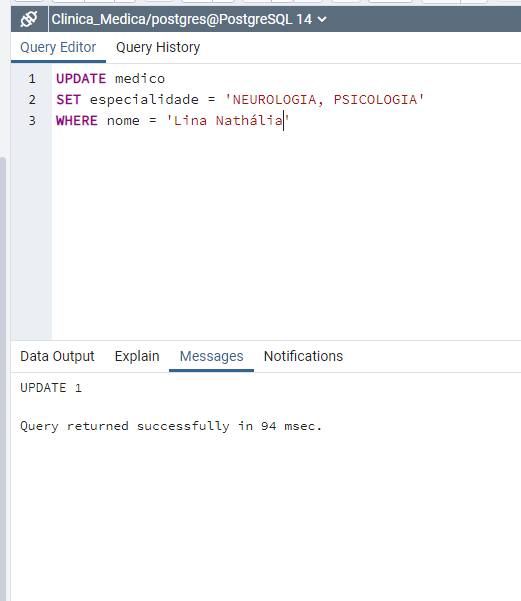 Clinica_Medica/postgres@PostgreSQL 14
Query Editor Query History
1 UPDATE medico
2 SET especialidade = 'NEUROLOGIA, PSICOLOGIA'
3 WHERE nome = 'Lina Nathália'
Data Output Explain Messages Notifications
UPDATE 1
Query returned successfully in 94 msec.